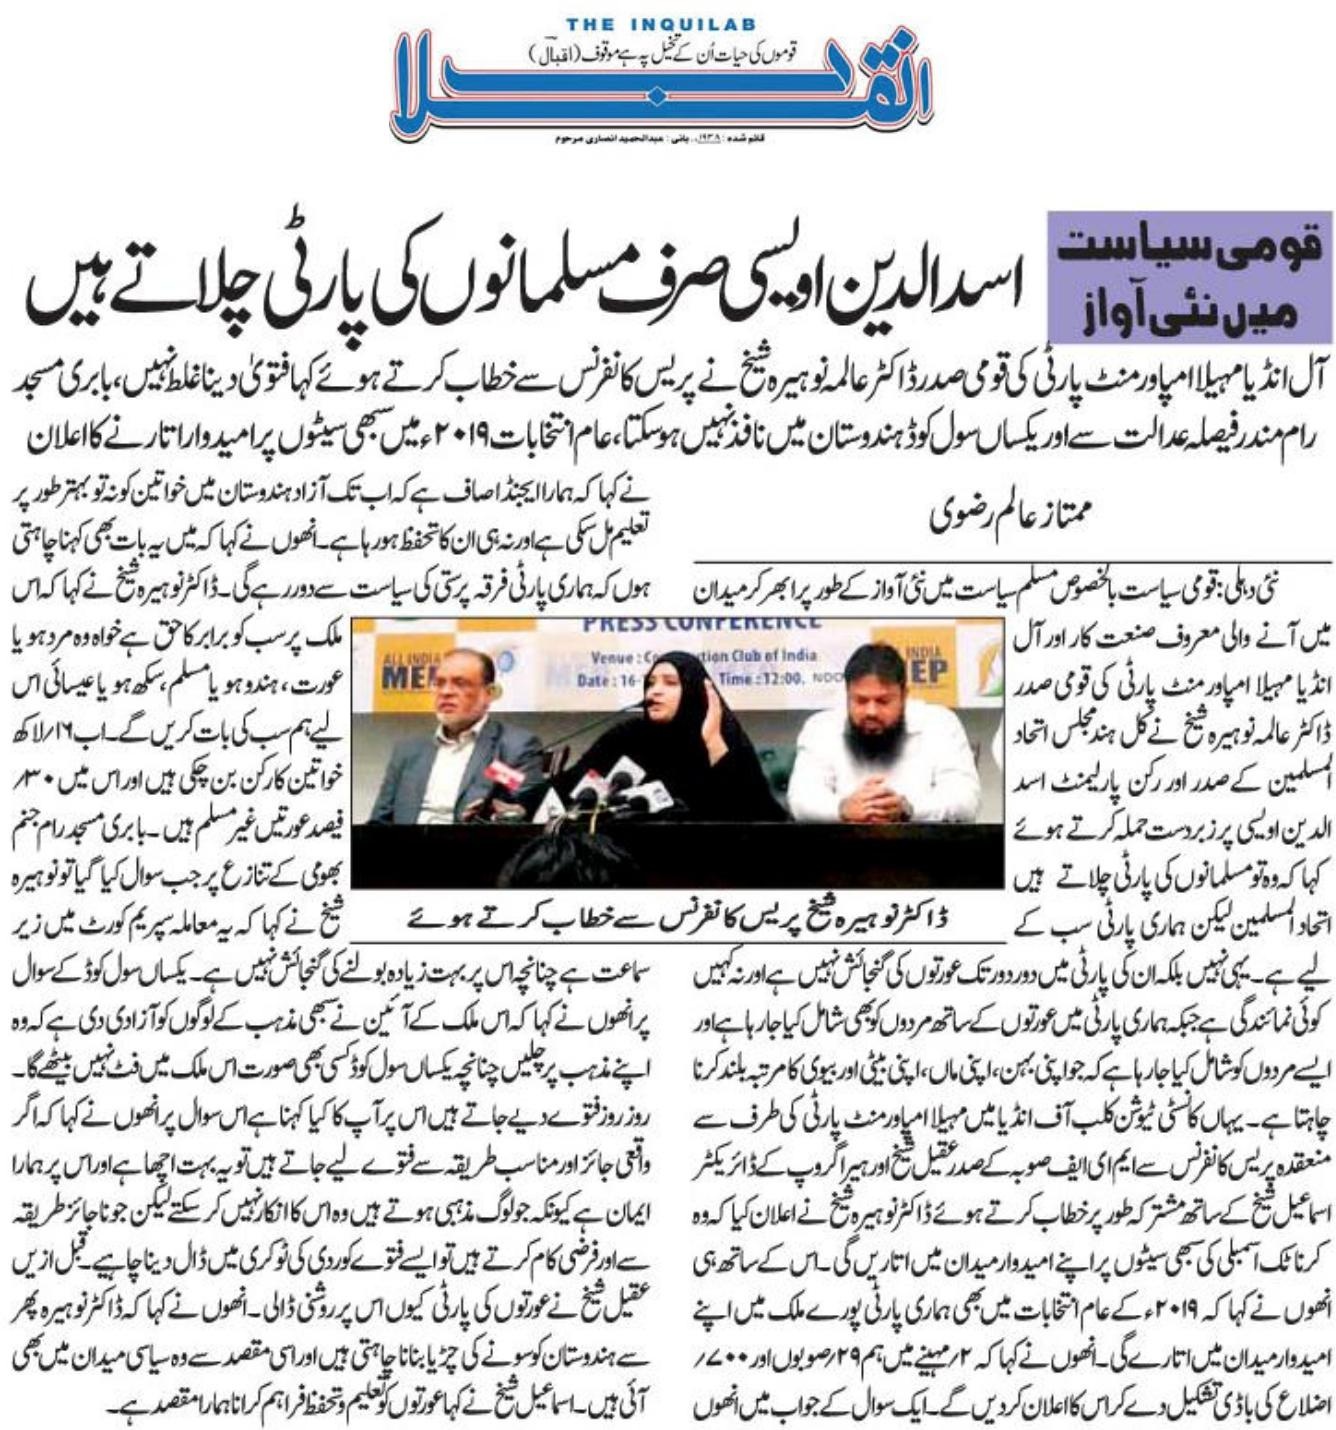 THE INQUILAB
قوموں کی حیات اُن کے تخیل پہ ہے موقوف (اقبالؔ)
انقلاب
قائم شدہ : ۱۹۳۸ء، بانی : عبدالحمید انصاری مرحوم
قومی سیاست
میں نئی آواز
اسدالدین اویسی صرف مسلمانوں کی پارٹی چلاتے ہیں
آل انڈیا مہیلا امپاورمنٹ پارٹی کی قومی صدر ڈاکٹر عالمہ نوہیرہ شیخ نے پریس کانفرنس سے خطاب کرتے ہوئے کہا فتویٰ دینا غلط نہیں، بابری مسجد
رام مندر فیصلہ عدالت سے اور یکساں سول کوڈ ہندوستان میں نافذ نہیں ہوسکتا، عام انتخابات ۲۰۱۹ء میں سبھی سیٹوں پر امیدوار اتارنے کا اعلان
ممتاز عالم رضوی
نئی دہلی: قومی سیاست بالخصوص مسلم سیاست میں نئی آواز کے طور پر ابھر کر میدان
میں آنے والی معروف صنعت کار اور آل
انڈیا مہیلا امپاورمنٹ پارٹی کی قومی صدر
ڈاکٹر عالمہ نوہیرہ شیخ نے کل ہند مجلس اتحاد
المسلمین کے صدر اور رکن پارلیمنٹ اسد
الدین اویسی پر زبردست حملہ کرتے ہوئے
کہا کہ وہ تو مسلمانوں کی پارٹی چلاتے ہیں
اتحاد المسلمین لیکن ہماری پارٹی سب کے
لیے ہے۔ یہی نہیں بلکہ ان کی پارٹی میں دور دور تک عورتوں کی گنجائش نہیں ہے اور نہ کہیں
کوئی نمائندگی ہے جبکہ ہماری پارٹی میں عورتوں کے ساتھ مردوں کو بھی شامل کیا جارہا ہے اور
ایسے مردوں کو شامل کیا جارہا ہے کہ جو اپنی بہن، اپنی ماں، اپنی بیٹی اور بیوی کا مرتبہ بلند کرنا
چاہتا ہے۔ یہاں کانسٹی ٹیوشن کلب آف انڈیا میں مہیلا امپاورمنٹ پارٹی کی طرف سے
منعقدہ پریس کانفرنس سے ایم ای ایف صوبہ کے صدر عقیل شیخ اور ہیرا گروپ کے ڈائریکٹر
اسماعیل شیخ کے ساتھ مشترکہ طور پر خطاب کرتے ہوئے ڈاکٹر نوہیرہ شیخ نے اعلان کیا کہ وہ
کرناٹک اسمبلی کی سبھی سیٹوں پر اپنے امیدوار میدان میں اتاریں گی۔ اس کے ساتھ ہی
انھوں نے کہا کہ ۲۰۱۹ء کے عام انتخابات میں بھی ہماری پارٹی پورے ملک میں اپنے
امیدوار میدان میں اتارے گی۔ انھوں نے کہا کہ ۲؍مہینے میں ہم ۲۹؍صوبوں اور ۷۰۰؍
اضلاع کی باڈی تشکیل دے کر اس کا اعلان کردیں گے۔ ایک سوال کے جواب میں انھوں
نے کہا کہ ہمارا ایجنڈا صاف ہے کہ اب تک آزاد ہندوستان میں خواتین کو نہ تو بہتر طور پر
تعلیم مل سکی ہے اور نہ ہی ان کا تحفظ ہورہا ہے۔ انھوں نے کہا کہ میں یہ بات بھی کہنا چاہتی
ہوں کہ ہماری پارٹی فرقہ پرستی کی سیاست سے دور رہے گی۔ ڈاکٹر نوہیرہ شیخ نے کہا کہ اس
ملک پر سب کو برابر کا حق ہے خواہ وہ مرد ہو یا
عورت، ہندو ہو یا مسلم، سکھ ہو یا عیسائی اس
لیے ہم سب کی بات کریں گے۔ اب ۱۶؍لاکھ
خواتین کارکن بن چکی ہیں اور اس میں ۳۰؍
فیصد عورتیں غیر مسلم ہیں۔ بابری مسجد رام جنم
بھومی کے تنازع پر جب سوال کیا گیا تو نوہیرہ
شیخ نے کہا کہ یہ معاملہ سپریم کورٹ میں زیر
سماعت ہے چنانچہ اس پر بہت زیادہ بولنے کی گنجائش نہیں ہے۔ یکساں سول کوڈ کے سوال
پر انھوں نے کہا کہ اس ملک کے آئین نے سبھی مذہب کے لوگوں کو آزادی دی ہے کہ وہ
اپنے مذہب پر چلیں چنانچہ یکساں سول کوڈ کسی بھی صورت اس ملک میں فٹ نہیں بیٹھے گا۔
روز روز فتوے دیے جاتے ہیں اس پر آپ کا کیا کہنا ہے اس سوال پر انھوں نے کہا کہ اگر
واقعی جائز اور مناسب طریقہ سے فتوے لیے جاتے ہیں تو یہ بہت اچھا ہے اور اس پر ہمارا
ایمان ہے کیونکہ جو لوگ مذہبی ہوتے ہیں وہ اس کا انکار نہیں کرسکتے لیکن جو ناجائز طریقہ
سے اور فرضی کام کرتے ہیں تو ایسے فتوے کو ردی کی ٹوکری میں ڈال دینا چاہیے۔ قبل ازیں
عقیل شیخ نے عورتوں کی پارٹی کیوں اس پر روشنی ڈالی۔ انھوں نے کہا کہ ڈاکٹر نوہیرہ پھر
سے ہندوستان کو سونے کی چڑیا بنانا چاہتی ہیں اور اسی مقصد سے وہ سیاسی میدان میں بھی
آئی ہیں۔ اسماعیل شیخ نے کہا عورتوں کو تعلیم و تحفظ فراہم کرانا ہمارا مقصد ہے۔
PRESS CONFERENCE
Venue : Club of India
Date : 16- Time : 12:00, NOO
ALL INDIA
INDIA
EP
ڈاکٹر نوہیرہ شیخ پریس کانفرنس سے خطاب کرتے ہوئے